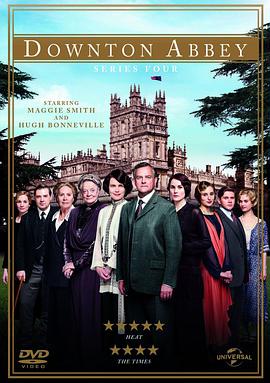 DOWNTON ABBEY
SERIES FOUR
STARRING
MAGGIE SMITH
AND
HUGH BONNEVILLE
HEAT
THE TIMES
DVD
VIDEO
UNIVERSAL